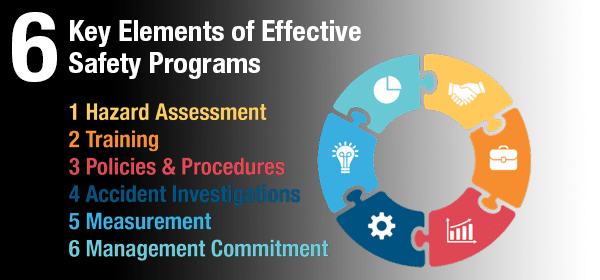 6 Key Elements of Effective
Safety Programs
1 Hazard Assessment
2 Training
3 Policies & Procedures
4 Accident Investigations
5 Measurement
6 Management Commitment